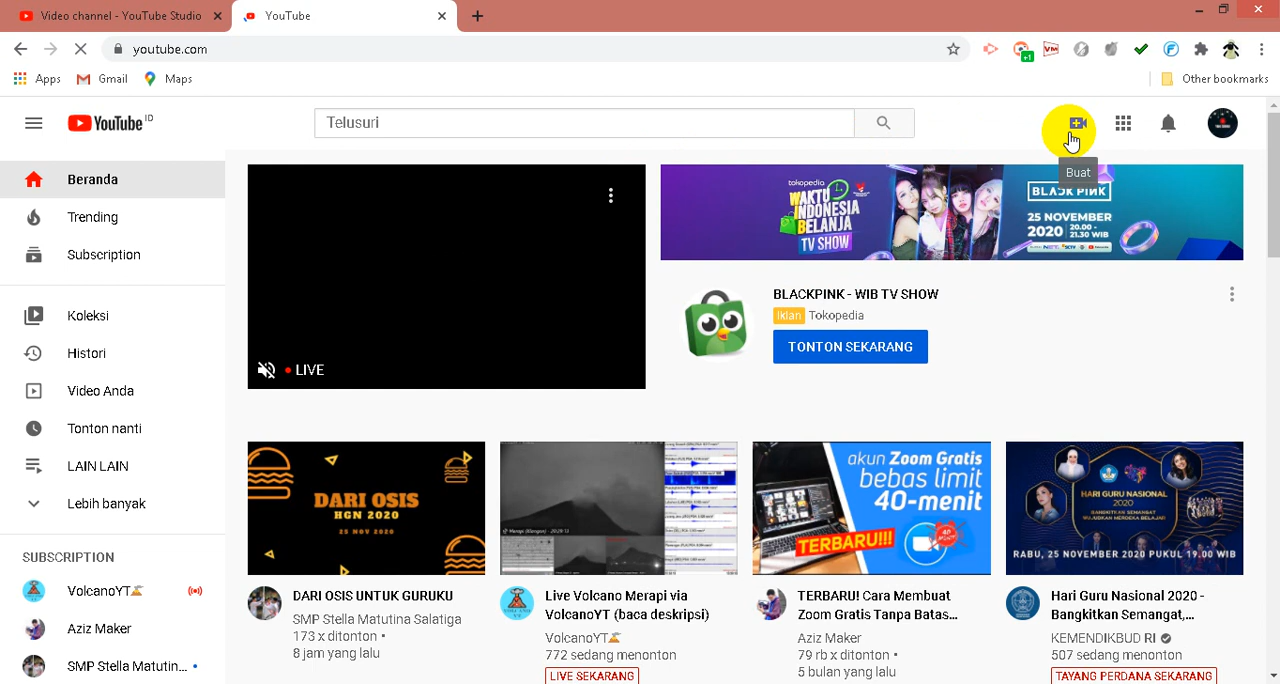 Video channel - YouTube Studio
YouTube
youtube.com
+1
VM
Apps
Gmail
Maps
Other bookmarks
YouTube ID
Telusuri
Buat
Beranda
Trending
Subscription
Koleksi
Histori
Video Anda
Tonton nanti
LAIN LAIN
Lebih banyak
SUBSCRIPTION
VolcanoYT🌋
Aziz Maker
SMP Stella Matutin...
LIVE
tokopedia
WAKTU
INDONESIA
BELANJA
TV SHOW
BLACKPINK
25 NOVEMBER
2020 20.00 -
21.30 WIB
BLACKPINK - WIB TV SHOW
Iklan Tokopedia
TONTON SEKARANG
DARI OSIS
HGN 2020
25 NOV 2020
DARI OSIS UNTUK GURUKU
SMP Stella Matutina Salatiga
173 x ditonton •
8 jam yang lalu
Live Volcano Merapi via
VolcanoYT (baca deskripsi)
VolcanoYT🌋
772 sedang menonton
LIVE SEKARANG
akun Zoom Gratis
bebas limit
40-menit
TERBARU!!!
TERBARU! Cara Membuat
Zoom Gratis Tanpa Batas...
Aziz Maker
79 rb x ditonton •
5 bulan yang lalu
HARI GURU NASIONAL
2020
BANGKITKAN SEMANGAT,
WUJUDKAN MERDEKA BELAJAR
RABU, 25 NOVEMBER 2020 PUKUL 19.00 WIB
Hari Guru Nasional 2020 -
Bangkitkan Semangat,...
KEMENDIKBUD RI
507 sedang menonton
TAYANG PERDANA SEKARANG